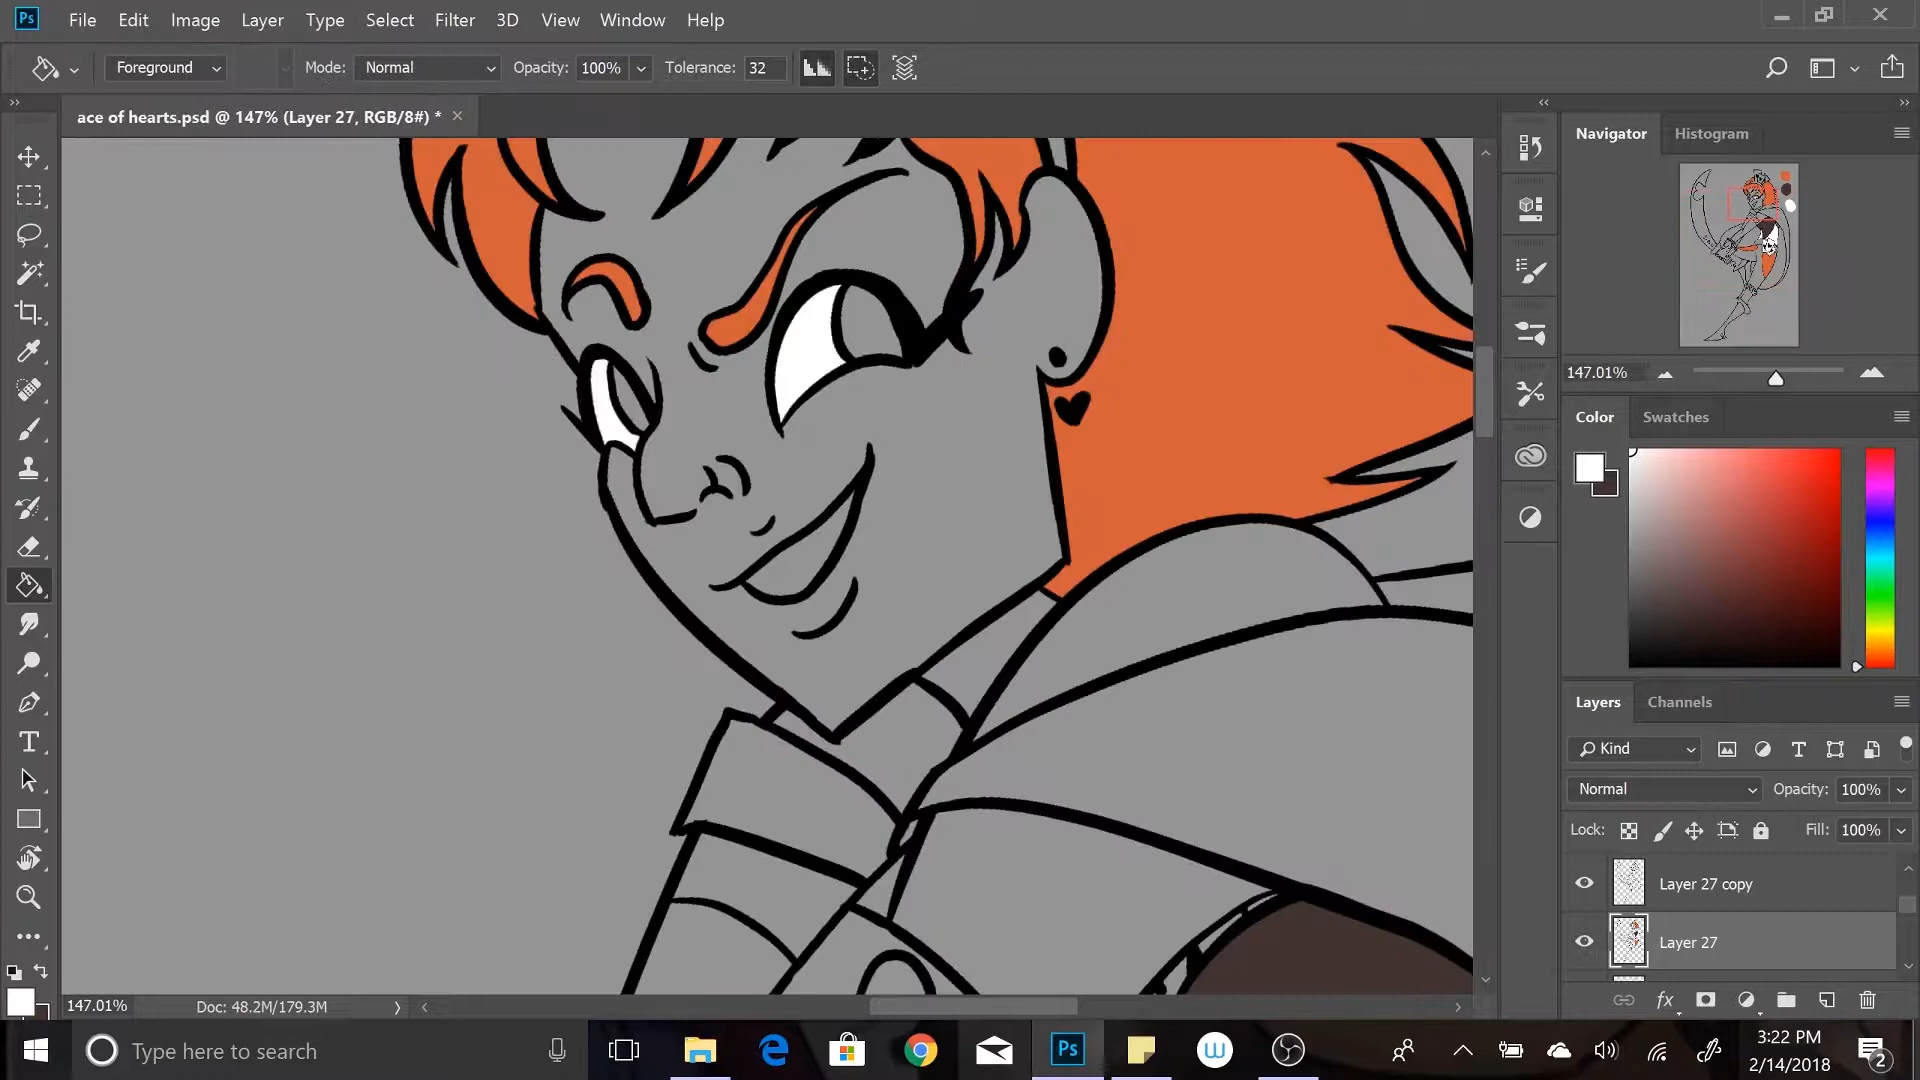 Ps File Edit Image Layer Type Select Filter 3D View Window Help
Foreground Mode: Normal Opacity: 100% Tolerance: 32
ace of hearts.psd @ 147% (Layer 27, RGB/8#) *
Navigator Histogram
147.01%
Color Swatches
Layers Channels
Kind
Normal Opacity: 100%
Lock: Fill: 100%
Layer 27 copy
Layer 27
147.01% Doc: 48.2M/179.3M
Type here to search
Ps
3:22 PM
2/14/2018
2